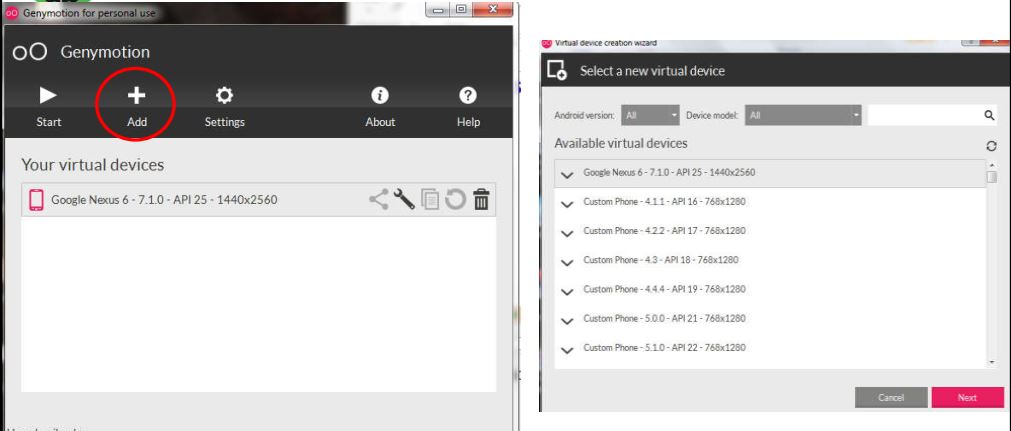 Genymotion for personal use
Genymotion
Start Add Settings About Help
Your virtual devices
Google Nexus 6 - 7.1.0 - API 25 - 1440x2560
Virtual device creation wizard
Select a new virtual device
Android version: All Device model: All
Available virtual devices
Google Nexus 6 - 7.1.0 - API 25 - 1440x2560
Custom Phone - 4.1.1 - API 16 - 768x1280
Custom Phone - 4.2.2 - API 17 - 768x1280
Custom Phone - 4.3 - API 18 - 768x1280
Custom Phone - 4.4.4 - API 19 - 768x1280
Custom Phone - 5.0.0 - API 21 - 768x1280
Custom Phone - 5.1.0 - API 22 - 768x1280
Cancel Next